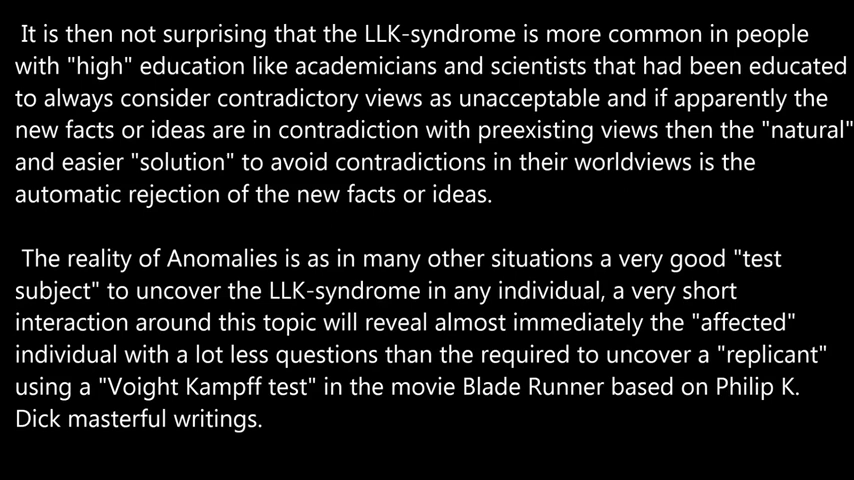 It is then not surprising that the LLK-syndrome is more common in people
with "high" education like academicians and scientists that had been educated
to always consider contradictory views as unacceptable and if apparently the
new facts or ideas are in contradiction with preexisting views then the "natural"
and easier "solution" to avoid contradictions in their worldviews is the
automatic rejection of the new facts or ideas.
The reality of Anomalies is as in many other situations a very good "test
subject" to uncover the LLK-syndrome in any individual, a very short
interaction around this topic will reveal almost immediately the "affected"
individual with a lot less questions than the required to uncover a "replicant"
using a "Voight Kampff test" in the movie Blade Runner based on Philip K.
Dick masterful writings.